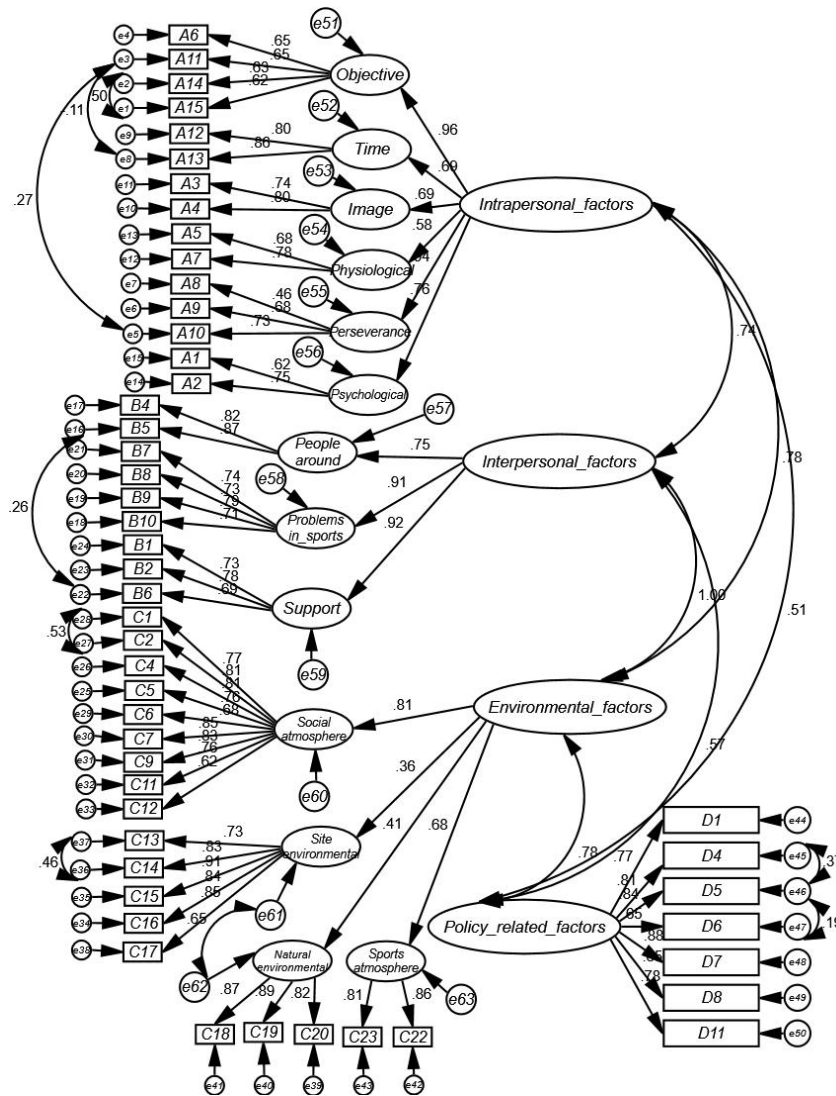 e51
e4 A6 .65
e3 A11 .65
Objective
e2 A14 .63
-.11 .50 e1 A15 .62
e52 .96
e9 A12 .80
Time
e8 A13 .86
e53 .69
e11 A3 .74
.27 e10 A4 .80
Image .69 Intrapersonal_factors
e13 A5 .68 e54 .58
e12 A7 .78
Physiological
e7 A8 .46 e55 .76
e6 A9 .68
e5 A10 .73
Perseverance .74
e15 A1 .62 e56
e14 A2 .75
Psychological
e17 B4 .82 e57
e16 B5 .87
People
around .75 Interpersonal_factors .78
e21 B7 .74
e20 B8 .73 e58 .91
e19 B9 .79
.26 e18 B10 .71
Problems
in_sports .92
e24 B1 .73
e23 B2 .78
e22 B6 .69
Support 1.00 .51
e28 C1 .77
.53 e27 C2 .81
e26 C4 .81 e59
e25 C5 .76
e29 C6 .68
Social
atmosphere .81 Environmental_factors
e30 C7 .85
e31 C9 .83
e32 C11 .76
e33 C12 .62
e60 .36 .57
e37 C13 .73
.46 e36 C14 .83
e35 C15 .91
Site
environmental .41 .68
e34 C16 .84
e38 C17 .85
.65
e61 .78
.77 D1 e44
.81 D4 e45 .37
.84 D5 e46
Policy_related_factors D6 e47 .19
.88 D7 e48
D8 e49
.78 D11 e50
e62
Natural
environmental
Sports
atmosphere
e63
.87 .89 .82 .81 .86
C18 C19 C20 C23 C22
e41 e40 e39 e43 e42